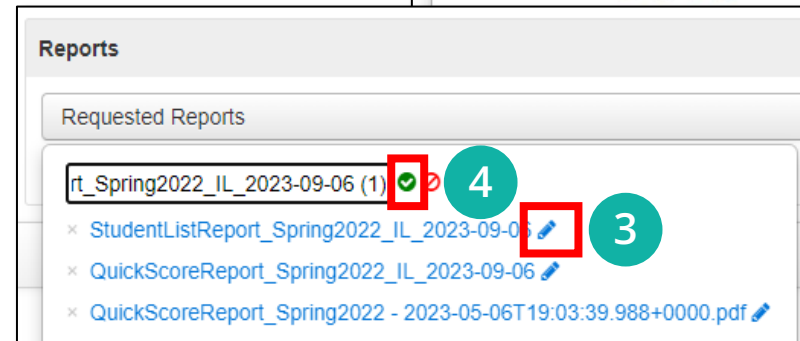 Reports
Requested Reports
rt_Spring2022_IL_2023-09-06 (1) 4
× StudentListReport_Spring2022_IL_2023-09-06 3
× QuickScoreReport_Spring2022_IL_2023-09-06
× QuickScoreReport_Spring2022 - 2023-05-06T19:03:39.988+0000.pdf